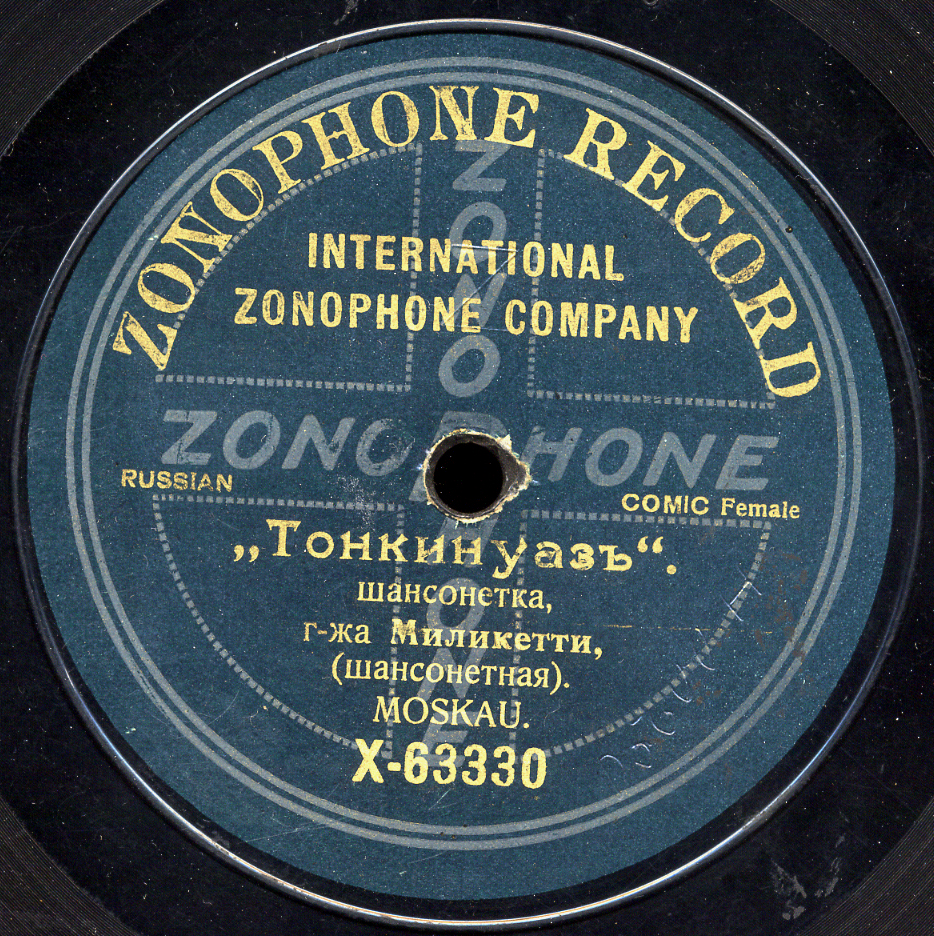 ZONOPHONE RECORD
INTERNATIONAL
ZONOPHONE COMPANY
ZONOPHONE
ZONOPHONE
RUSSIAN
COMIC Female
„Тонкинуазъ“.
шансонетка,
г-жа Миликетти,
(шансонетная).
MOSKAU.
X-63330